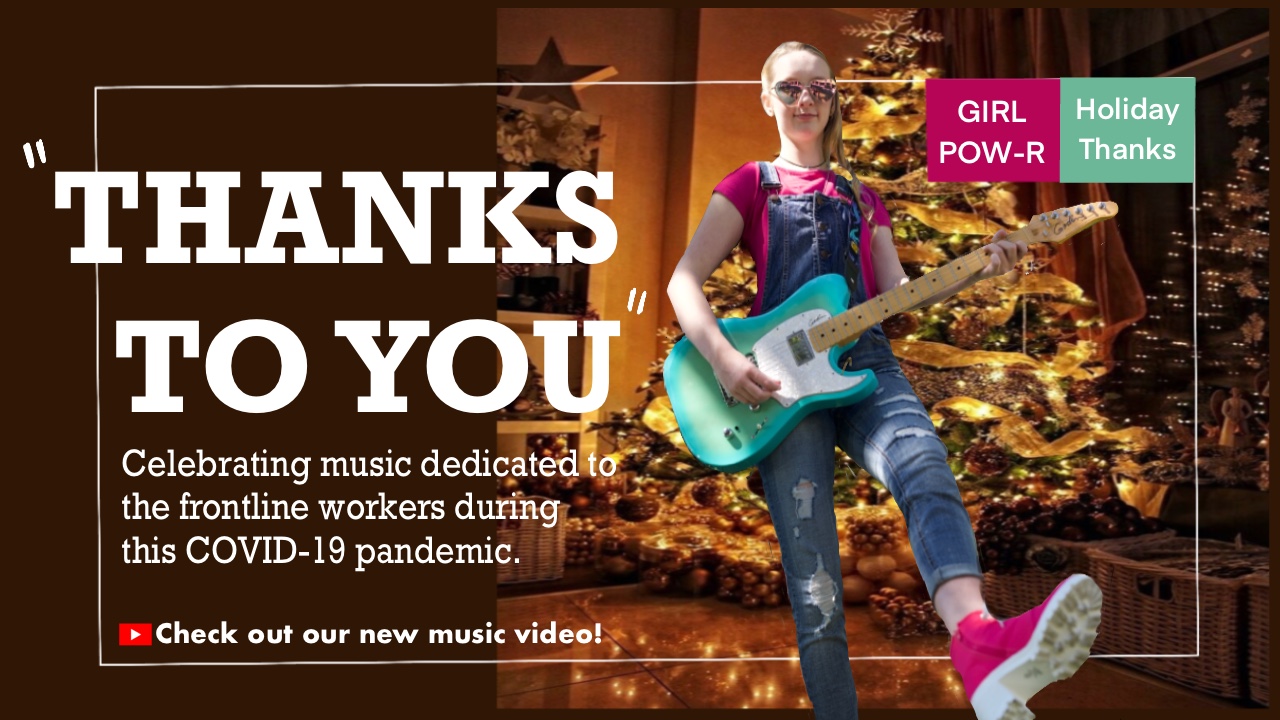 "THANKS
TO YOU"
Celebrating music dedicated to
the frontline workers during
this COVID-19 pandemic.
Check out our new music video!
GIRL
POW-R
Holiday
Thanks